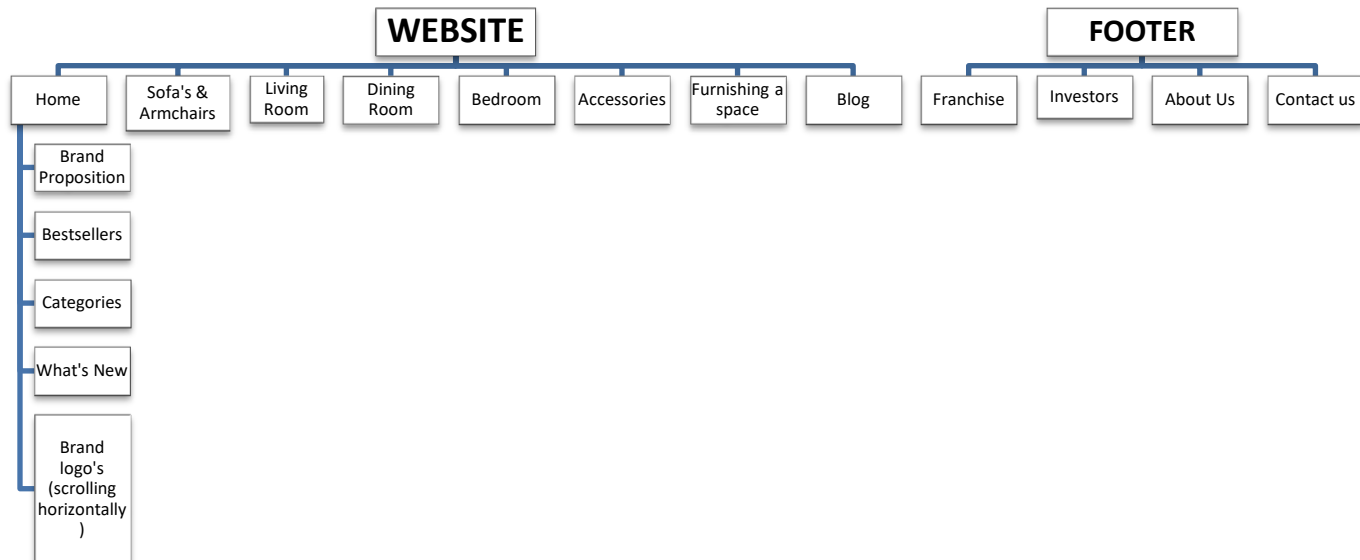 WEBSITE
FOOTER
Home
Sofa's &
Armchairs
Living
Room
Dining
Room
Bedroom
Accessories
Furnishing a
space
Blog
Franchise
Investors
About Us
Contact us
Brand
Proposition
Bestsellers
Categories
What's New
Brand
logo's
(scrolling
horizontally
)